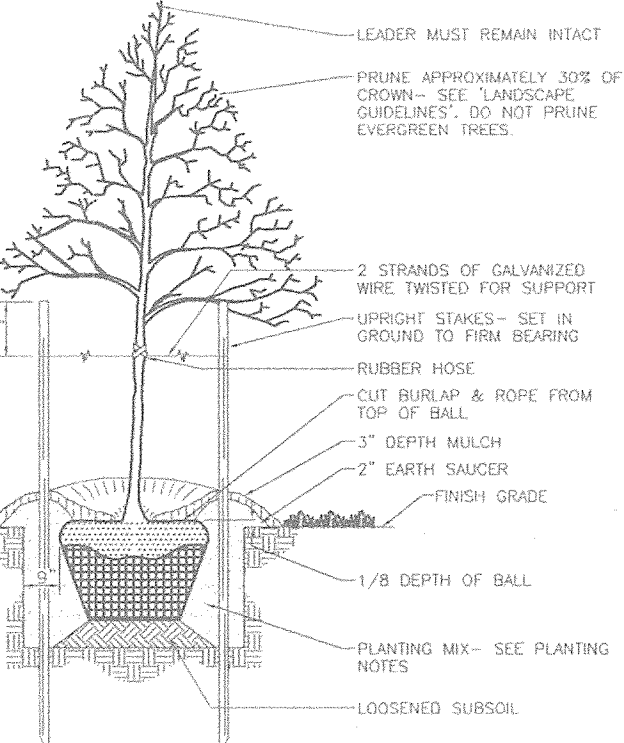 LEADER MUST REMAIN INTACT
PRUNE APPROXIMATELY 30% OF
CROWN- SEE 'LANDSCAPE
GUIDELINES'. DO NOT PRUNE
EVERGREEN TREES.
2 STRANDS OF GALVANIZED
WIRE TWISTED FOR SUPPORT
UPRIGHT STAKES- SET IN
GROUND TO FIRM BEARING
RUBBER HOSE
CUT BURLAP & ROPE FROM
TOP OF BALL
3" DEPTH MULCH
2" EARTH SAUCER
FINISH GRADE
9"
1/8 DEPTH OF BALL
PLANTING MIX- SEE PLANTING
NOTES
LOOSENED SUBSOIL